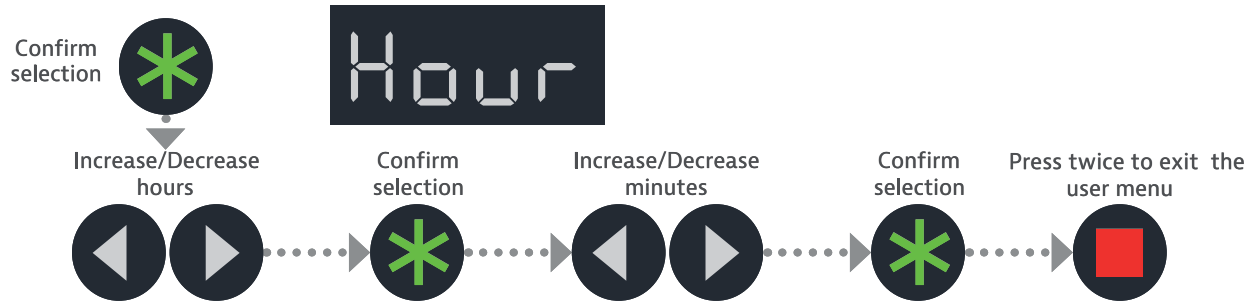 Confirm
selection
Hour
Increase/Decrease
hours
Confirm
selection
Increase/Decrease
minutes
Confirm
selection
Press twice to exit the
user menu